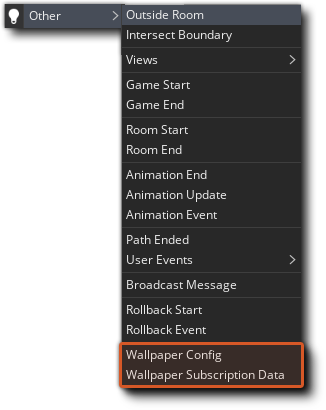 Other
Outside Room
Intersect Boundary
Views
Game Start
Game End
Room Start
Room End
Animation End
Animation Update
Animation Event
Path Ended
User Events
Broadcast Message
Rollback Start
Rollback Event
Wallpaper Config
Wallpaper Subscription Data